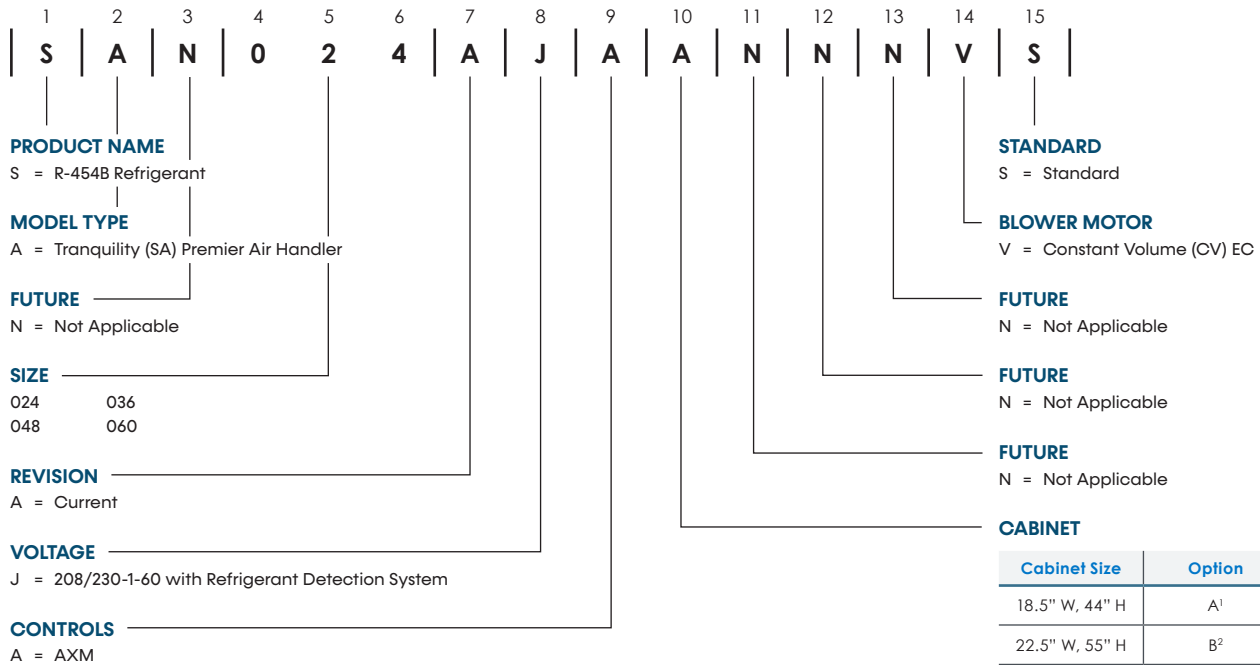 1 2 3 4 5 6 7 8 9 10 11 12 13 14 15
S A N 0 2 4 A J A A N N N V S
PRODUCT NAME
S = R-454B Refrigerant
MODEL TYPE
A = Tranquility (SA) Premier Air Handler
FUTURE
N = Not Applicable
SIZE
024 036
048 060
REVISION
A = Current
VOLTAGE
J = 208/230-1-60 with Refrigerant Detection System
CONTROLS
A = AXM
STANDARD
S = Standard
BLOWER MOTOR
V = Constant Volume (CV) EC
FUTURE
N = Not Applicable
FUTURE
N = Not Applicable
FUTURE
N = Not Applicable
CABINET
Cabinet Size Option
18.5” W, 44” H A¹
22.5” W, 55” H B²